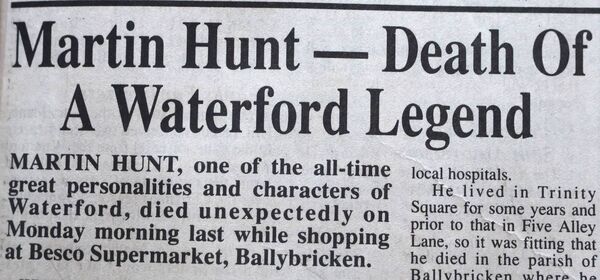 Martin Hunt — Death Of
A Waterford Legend
MARTIN HUNT, one of the all-time
great personalities and characters of
Waterford, died unexpectedly on
Monday morning last while shopping
at Besco Supermarket, Ballybricken.
local hospitals.
He lived in Trinity
Square for some years and
prior to that in Five Alley
Lane, so it was fitting that
he died in the parish of
Ballybricken where he